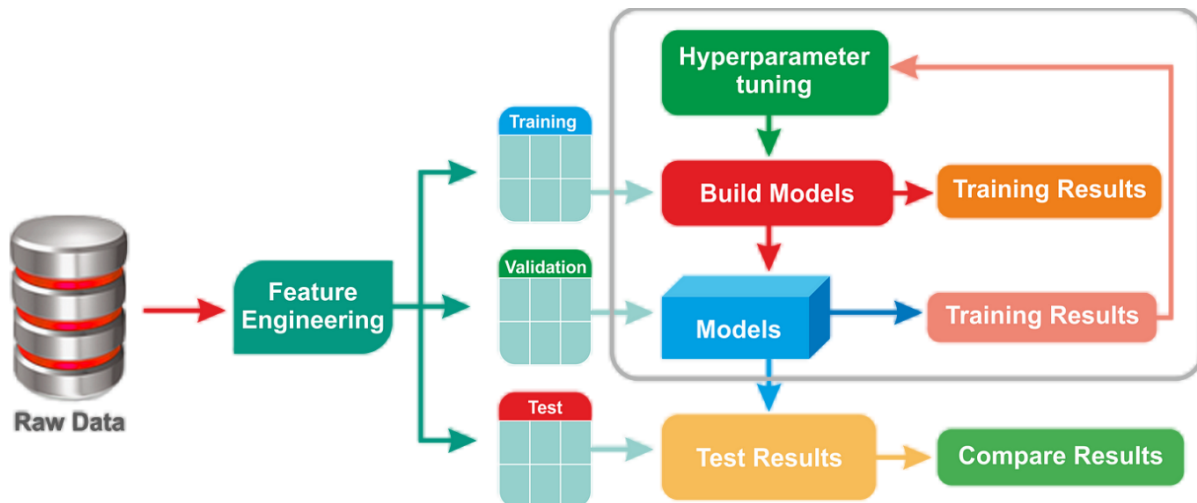 Hyperparameter
tuning
Training
Build Models
Training Results
Validation
Feature
Engineering
Models
Training Results
Raw Data
Test
Test Results
Compare Results